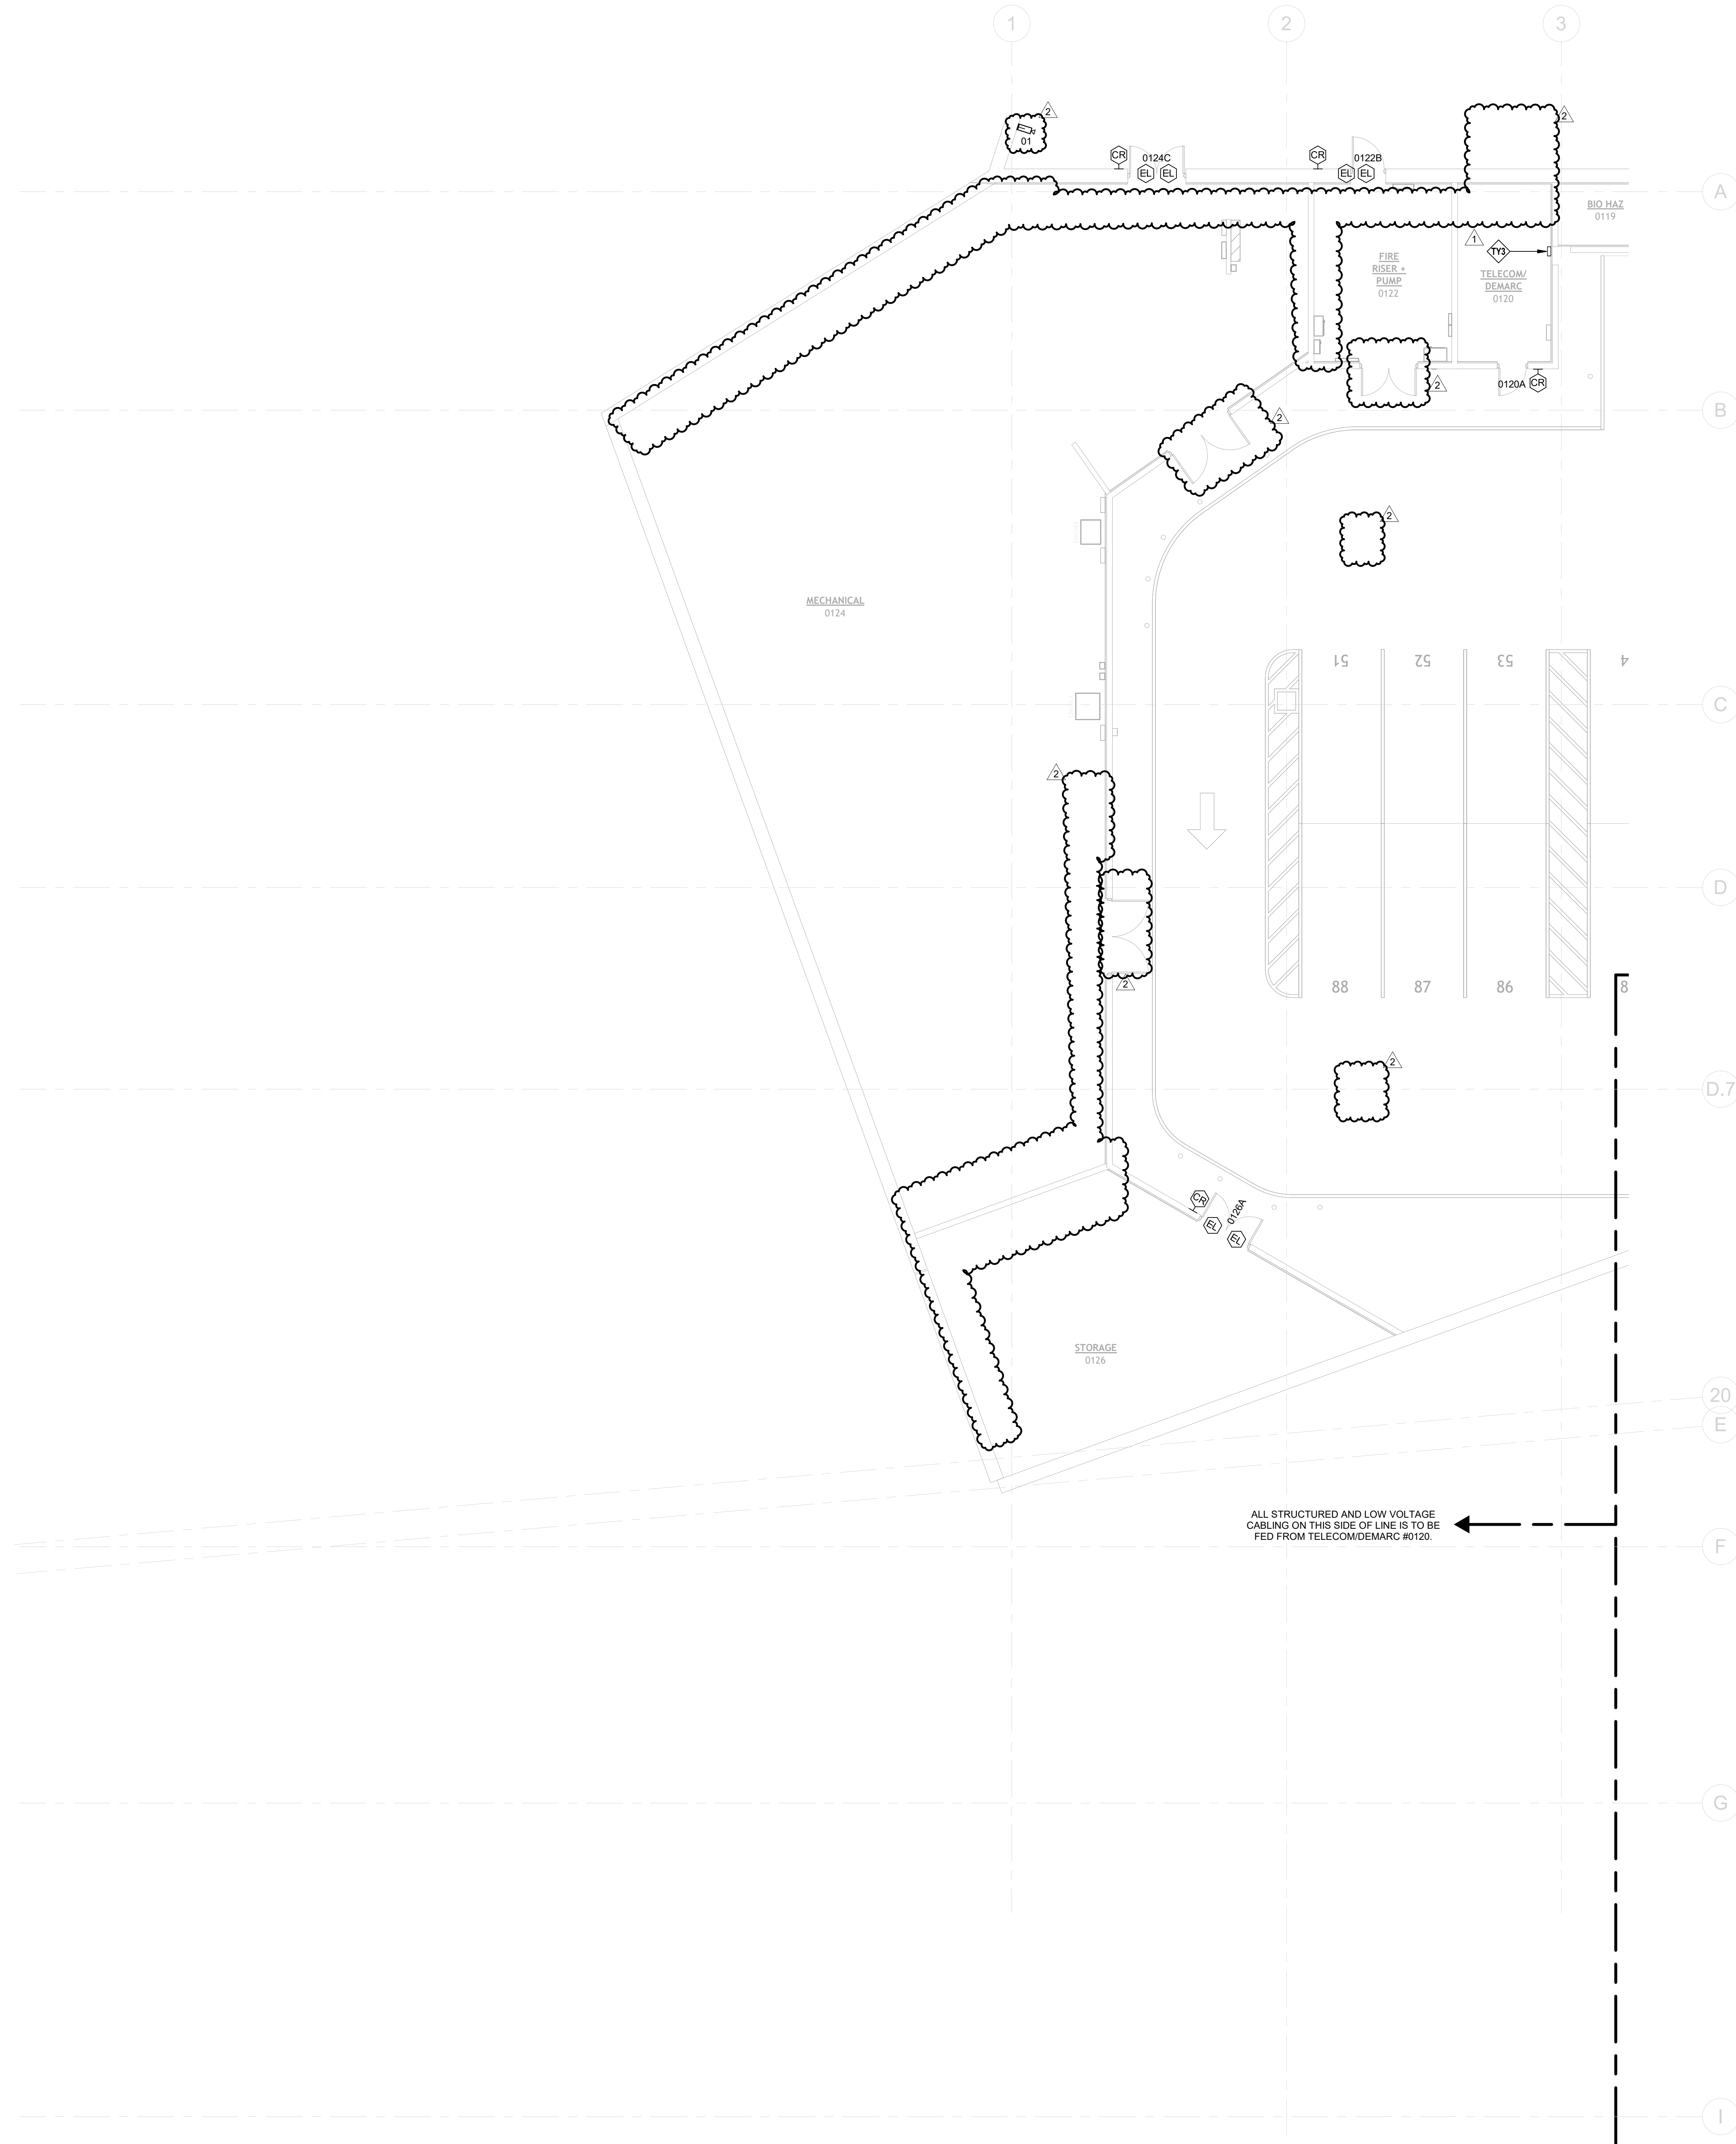 1
2
3
2
01
2
CR
0124C
EL
EL
CR
0122B
EL
EL
A
BIO HAZ
0119
1
TY3
FIRE
RISER +
PUMP
0122
TELECOM/
DEMARC
0120
2
0120A
CR
2
B
2
MECHANICAL
0124
51
52
53
4
C
2
D
2
88
87
86
8
2
D.7
CR
EL
0126A
EL
STORAGE
0126
20
E
ALL STRUCTURED AND LOW VOLTAGE
CABLING ON THIS SIDE OF LINE IS TO BE
FED FROM TELECOM/DEMARC #0120.
F
G
I